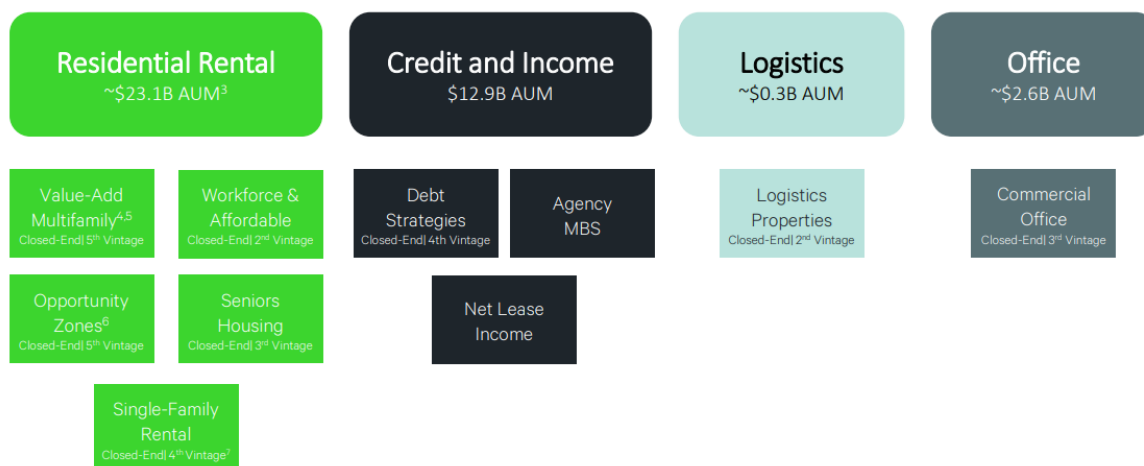 Residential Rental
~$23.1B AUM³
Credit and Income
$12.9B AUM
Logistics
~$0.3B AUM
Office
~$2.6B AUM
Value-Add
Multifamily⁴,⁵
Closed-End| 5th Vintage
Workforce &
Affordable
Closed-End| 2nd Vintage
Debt
Strategies
Closed-End| 4th Vintage
Agency
MBS
Logistics
Properties
Closed-End| 2nd Vintage
Commercial
Office
Closed-End| 3rd Vintage
Opportunity
Zones⁶
Closed-End| 5th Vintage
Seniors
Housing
Closed-End| 3rd Vintage
Net Lease
Income
Single-Family
Rental
Closed-End| 4th Vintage⁷